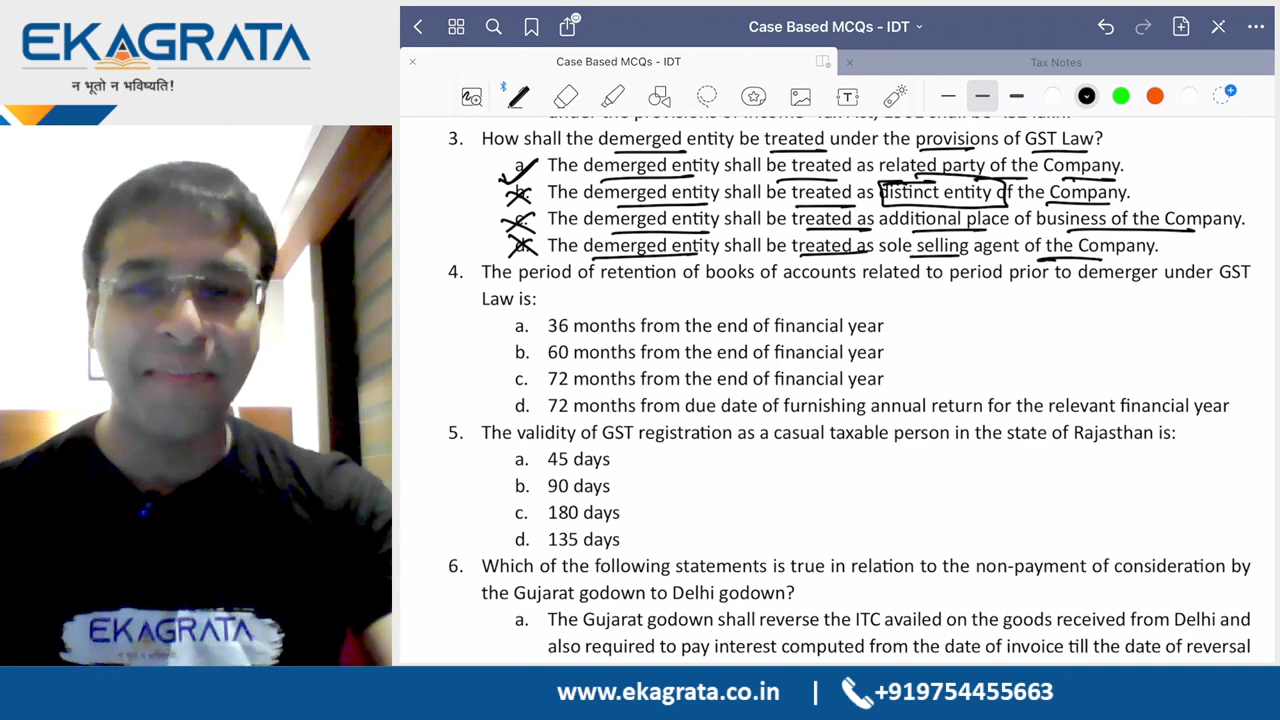 EKAGRATA
न भूतो न भविष्यति!
Case Based MCQs - IDT
Case Based MCQs - IDT
Tax Notes
3. How shall the demerged entity be treated under the provisions of GST Law?
a. The demerged entity shall be treated as related party of the Company.
b. The demerged entity shall be treated as distinct entity of the Company.
c. The demerged entity shall be treated as additional place of business of the Company.
d. The demerged entity shall be treated as sole selling agent of the Company.
4. The period of retention of books of accounts related to period prior to demerger under GST
Law is:
a. 36 months from the end of financial year
b. 60 months from the end of financial year
c. 72 months from the end of financial year
d. 72 months from due date of furnishing annual return for the relevant financial year
5. The validity of GST registration as a casual taxable person in the state of Rajasthan is:
a. 45 days
b. 90 days
c. 180 days
d. 135 days
6. Which of the following statements is true in relation to the non-payment of consideration by
the Gujarat godown to Delhi godown?
a. The Gujarat godown shall reverse the ITC availed on the goods received from Delhi and
also required to pay interest computed from the date of invoice till the date of reversal
EKAGRATA
www.ekagrata.co.in | +919754455663